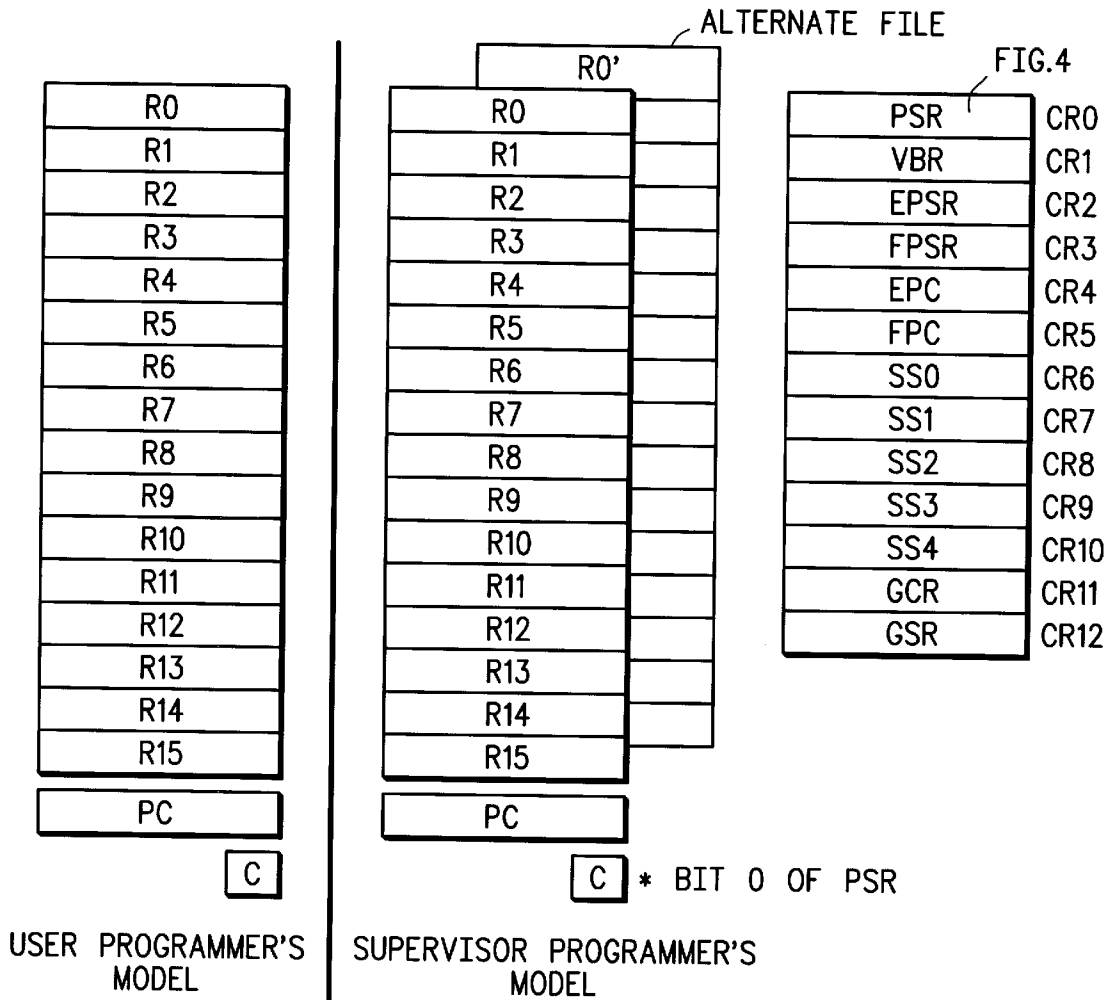 ALTERNATE FILE
R0'
FIG.4
R0
R1
R2
R3
R4
R5
R6
R7
R8
R9
R10
R11
R12
R13
R14
R15
PC
C
USER PROGRAMMER'S
MODEL
R0
R1
R2
R3
R4
R5
R6
R7
R8
R9
R10
R11
R12
R13
R14
R15
PC
C * BIT 0 OF PSR
SUPERVISOR PROGRAMMER'S
MODEL
PSR CR0
VBR CR1
EPSR CR2
FPSR CR3
EPC CR4
FPC CR5
SS0 CR6
SS1 CR7
SS2 CR8
SS3 CR9
SS4 CR10
GCR CR11
GSR CR12